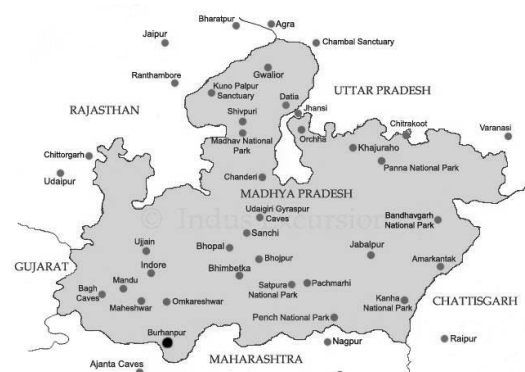 Bharatpur
Agra
Jaipur
Chambal Sanctuary
Gwalior
Ranthambore
Kuno Palpur
Sanctuary
UTTAR PRADESH
Datia
Jhansi
RAJASTHAN
Shivpuri
Chitrakoot
Varanasi
Madhav National
Park
Orchha
Khajuraho
Chittorgarh
Panna National Park
Udaipur
Chanderi
MADHYA PRADESH
Udaigiri Gyraspur
Caves
Bandhavgarh
National Park
© Indus Excursion
Sanchi
Ujjain
Bhopal
Bhojpur
Jabalpur
GUJARAT
Indore
Bhimbetka
Amarkantak
Mandu
Satpura
National Park
Pachmarhi
Bagh
Caves
Maheshwar
Omkareshwar
Kanha
National Park
CHATTISGARH
Pench National Park
Burhanpur
Nagpur
Raipur
MAHARASHTRA
Ajanta Caves